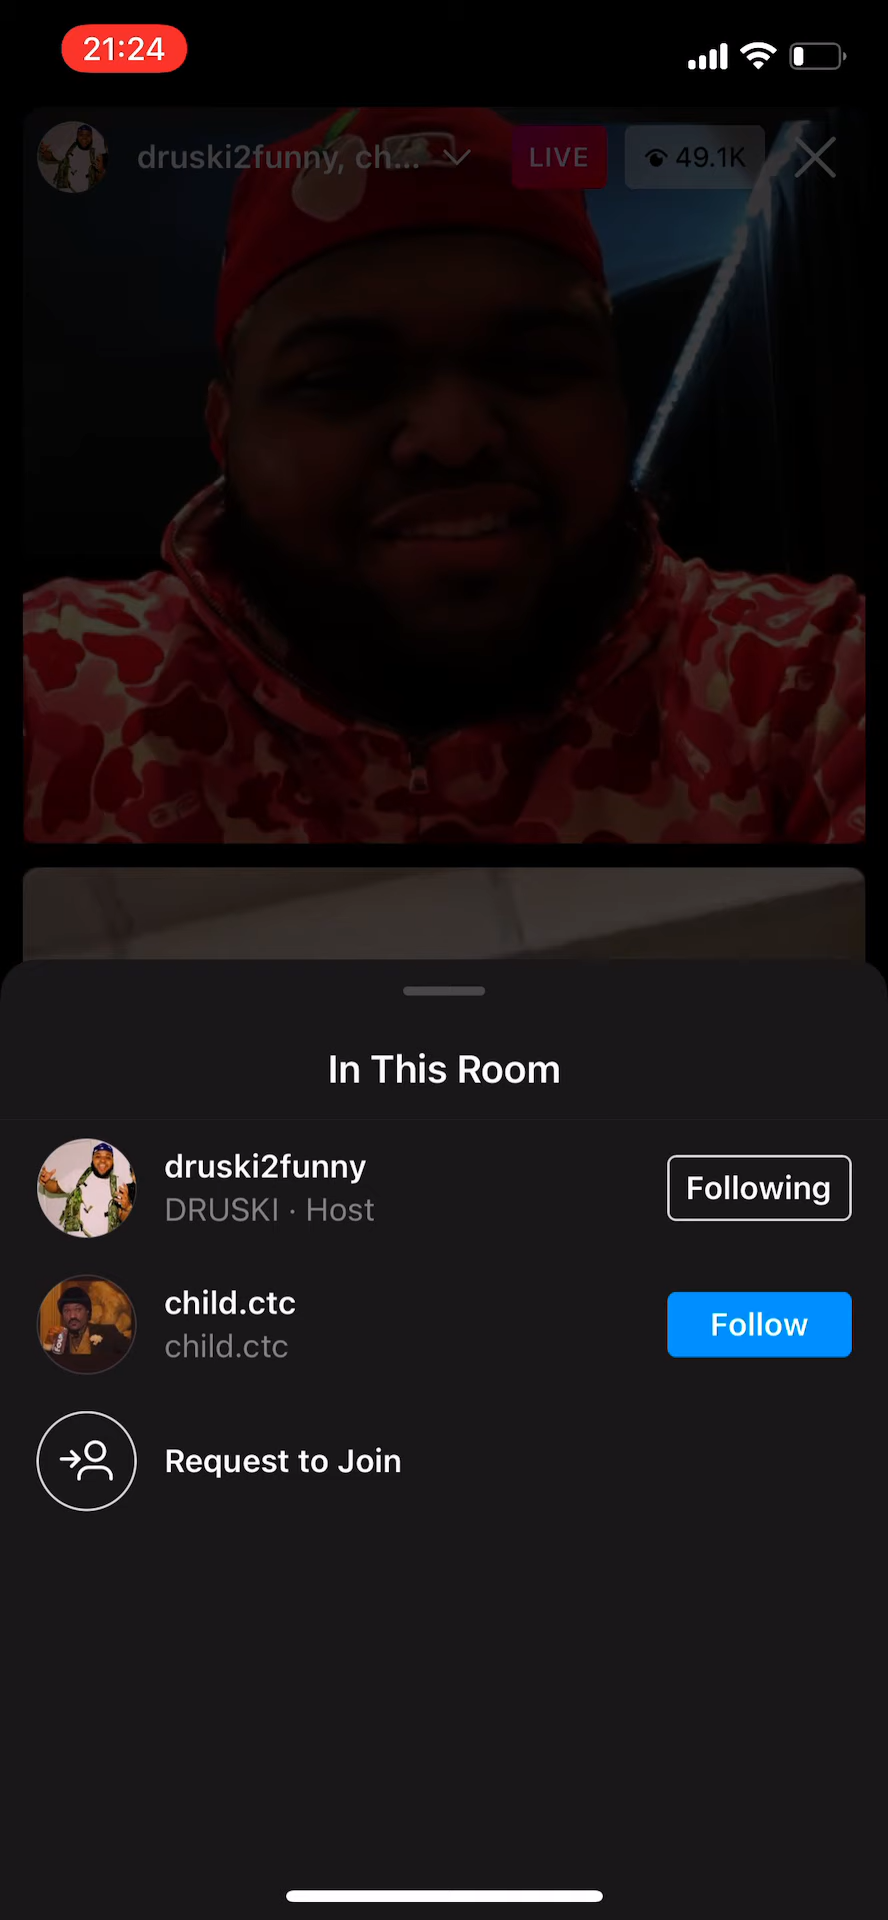 21:24
druski2funny, ch...
LIVE
49.1K
In This Room
druski2funny
DRUSKI · Host
Following
child.ctc
child.ctc
Follow
Request to Join